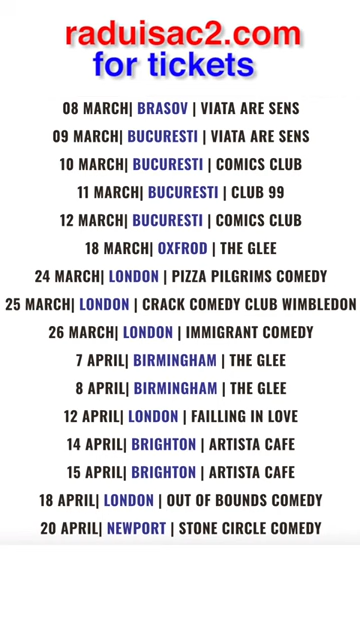 raduisac2.com
for tickets
08 MARCH| BRASOV | VIATA ARE SENS
09 MARCH| BUCURESTI | VIATA ARE SENS
10 MARCH| BUCURESTI | COMICS CLUB
11 MARCH| BUCURESTI | CLUB 99
12 MARCH| BUCURESTI | COMICS CLUB
18 MARCH| OXFROD | THE GLEE
24 MARCH| LONDON | PIZZA PILGRIMS COMEDY
25 MARCH| LONDON | CRACK COMEDY CLUB WIMBLEDON
26 MARCH| LONDON | IMMIGRANT COMEDY
7 APRIL| BIRMINGHAM | THE GLEE
8 APRIL| BIRMINGHAM | THE GLEE
12 APRIL| LONDON | FAILLING IN LOVE
14 APRIL| BRIGHTON | ARTISTA CAFE
15 APRIL| BRIGHTON | ARTISTA CAFE
18 APRIL| LONDON | OUT OF BOUNDS COMEDY
20 APRIL| NEWPORT | STONE CIRCLE COMEDY